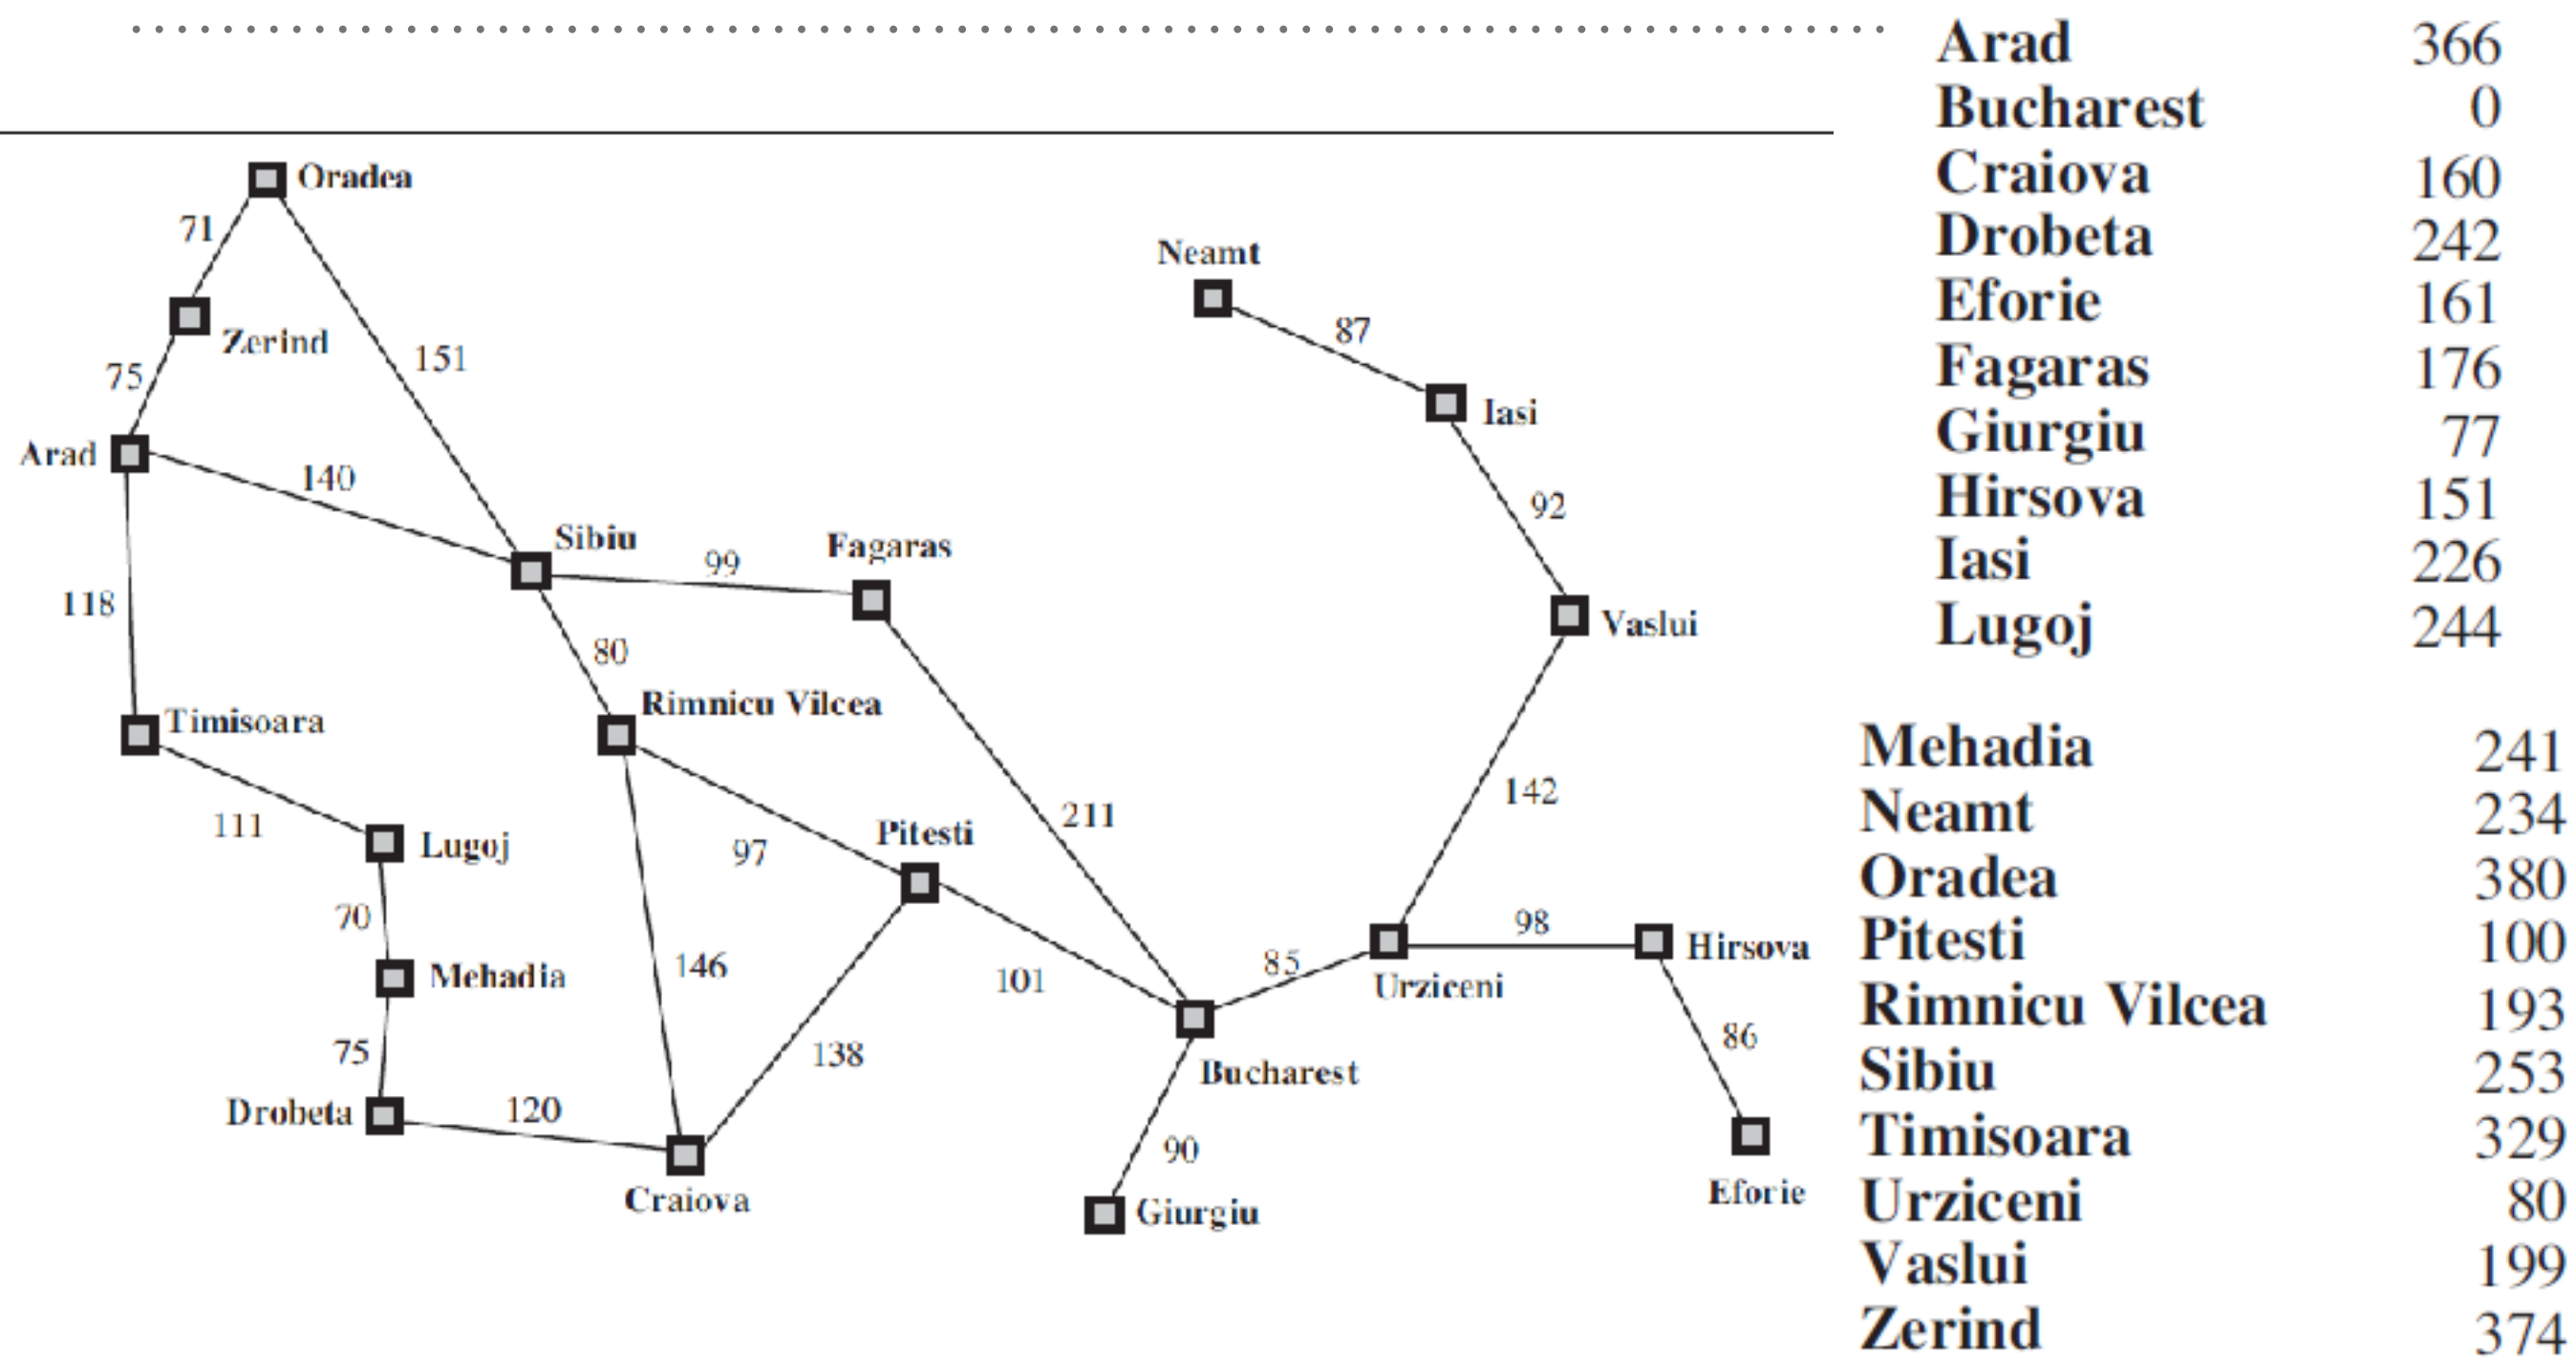 Oradea
71
Neamt
87
Zerind
151
75
Iasi
Arad
140
92
Sibiu
99
Fagaras
118
Vaslui
80
Rimnicu Vilcea
Timisoara
142
111
211
Lugoj
97
Pitesti
70
98
146
85
Hirsova
Mehadia
101
Urziceni
75
138
86
Bucharest
Drobeta
120
90
Craiova
Giurgiu
Eforie
Arad 366
Bucharest 0
Craiova 160
Drobeta 242
Eforie 161
Fagaras 176
Giurgiu 77
Hirsova 151
Iasi 226
Lugoj 244
Mehadia 241
Neamt 234
Oradea 380
Pitesti 100
Rimnicu Vilcea 193
Sibiu 253
Timisoara 329
Urziceni 80
Vaslui 199
Zerind 374